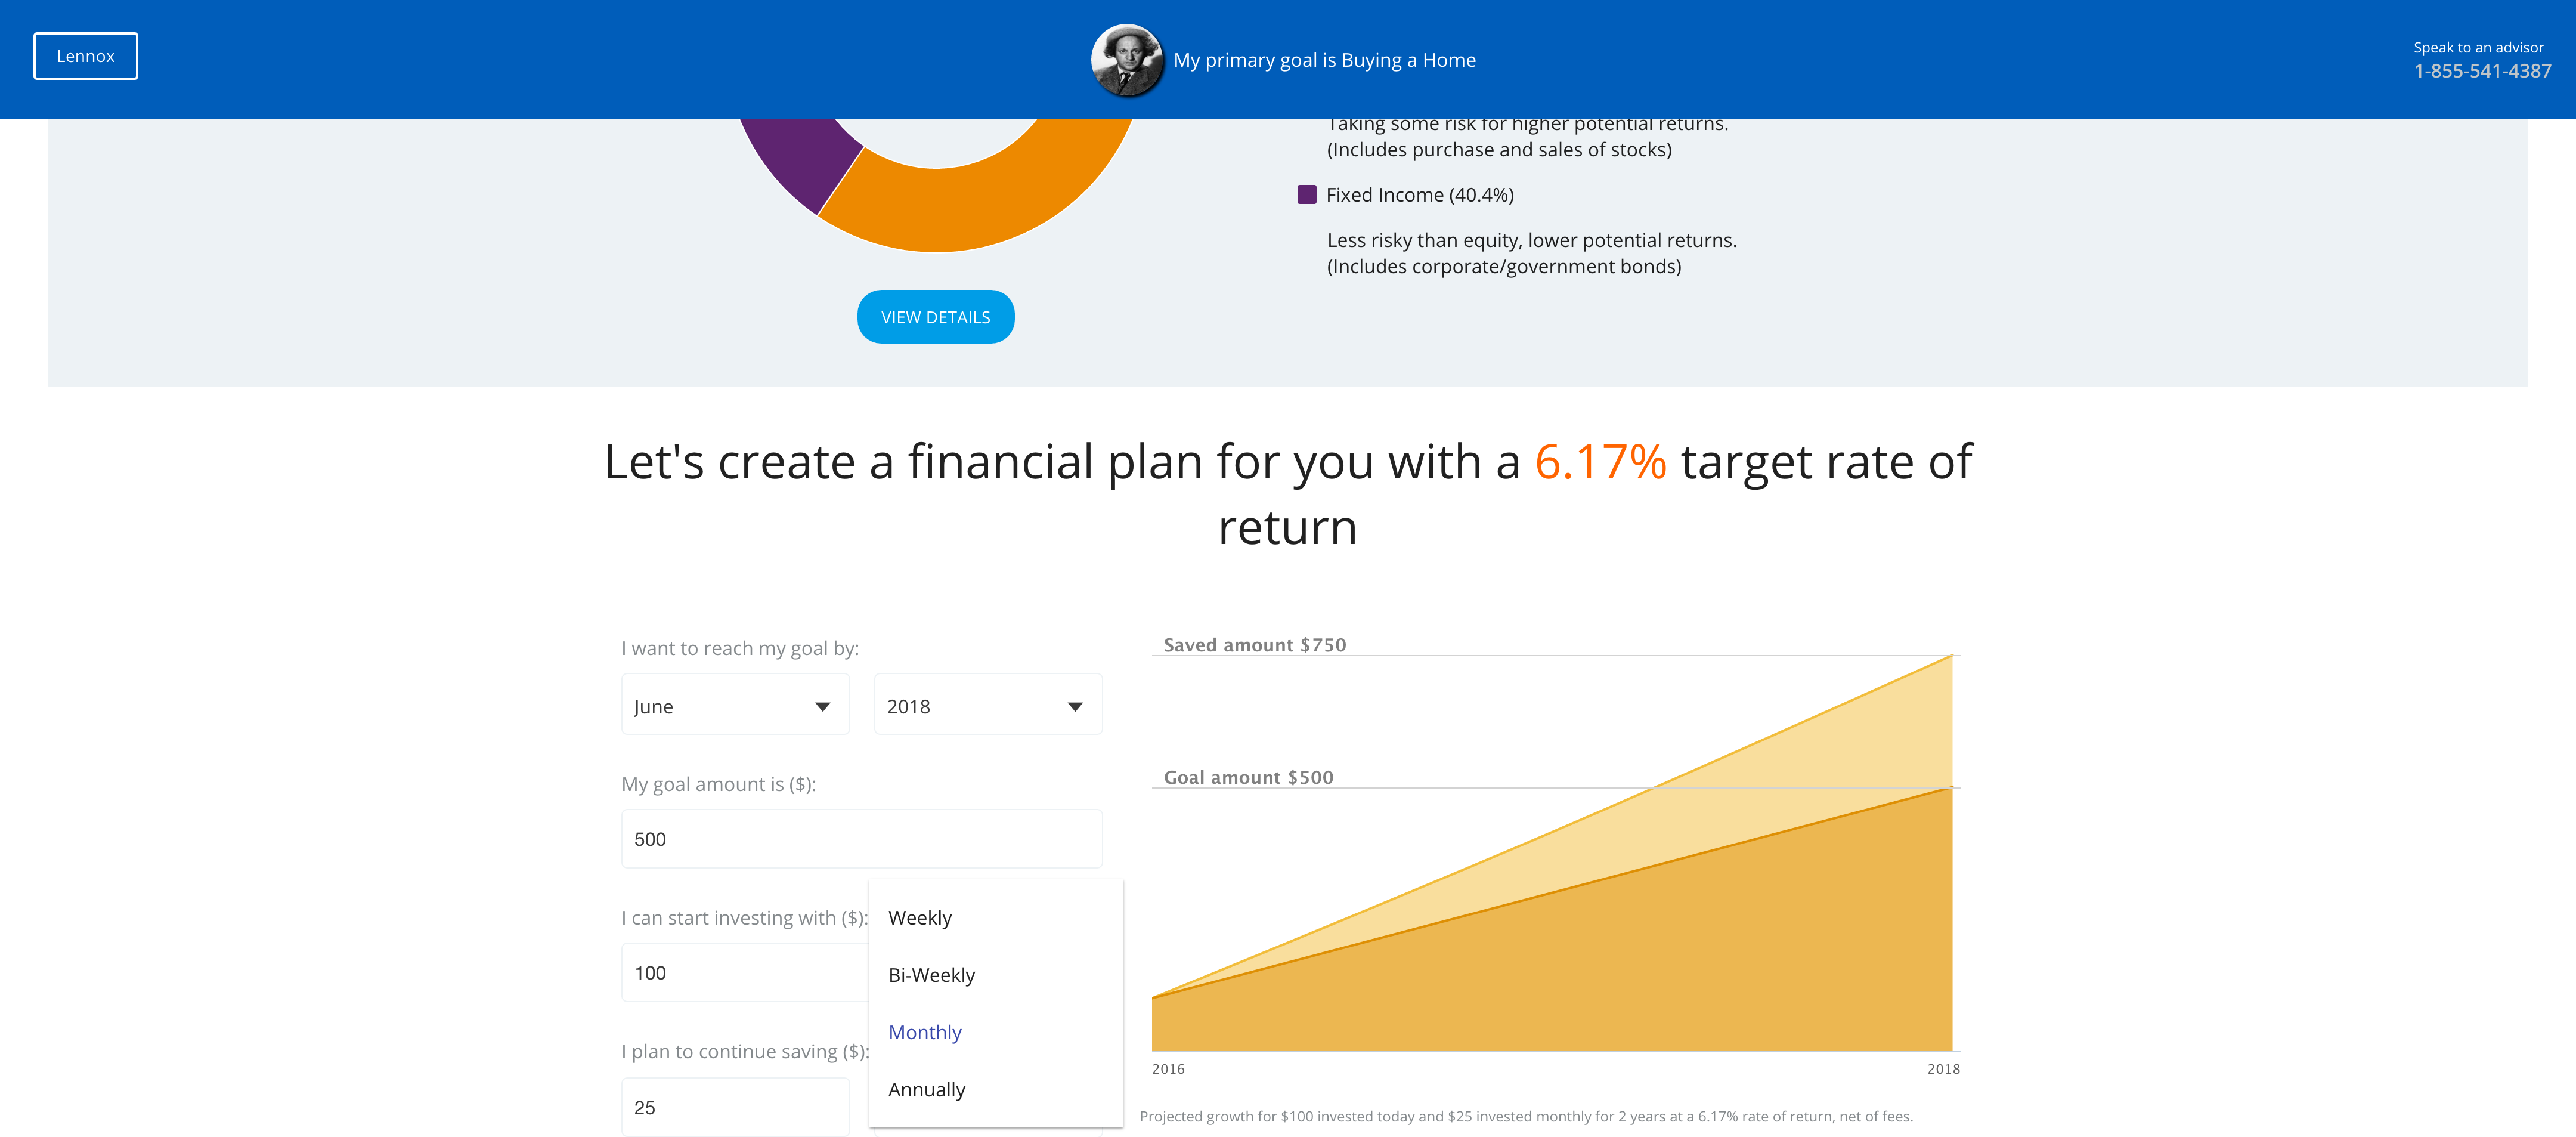 Lennox
My primary goal is Buying a Home
Speak to an advisor
1-855-541-4387
Taking some risk for higher potential returns.
(Includes purchase and sales of stocks)
Fixed Income (40.4%)
Less risky than equity, lower potential returns.
(Includes corporate/government bonds)
VIEW DETAILS
Let's create a financial plan for you with a 6.17% target rate of
return
I want to reach my goal by:
June
2018
My goal amount is ($):
500
I can start investing with ($):
100
I plan to continue saving ($):
25
Weekly
Bi-Weekly
Monthly
Annually
Saved amount $750
Goal amount $500
2016
2018
Projected growth for $100 invested today and $25 invested monthly for 2 years at a 6.17% rate of return, net of fees.